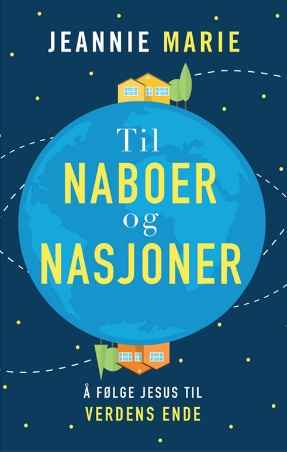 JEANNIE MARIE
Til
NABOER
og
NASJONER
Å FØLGE JESUS TIL
VERDENS ENDE